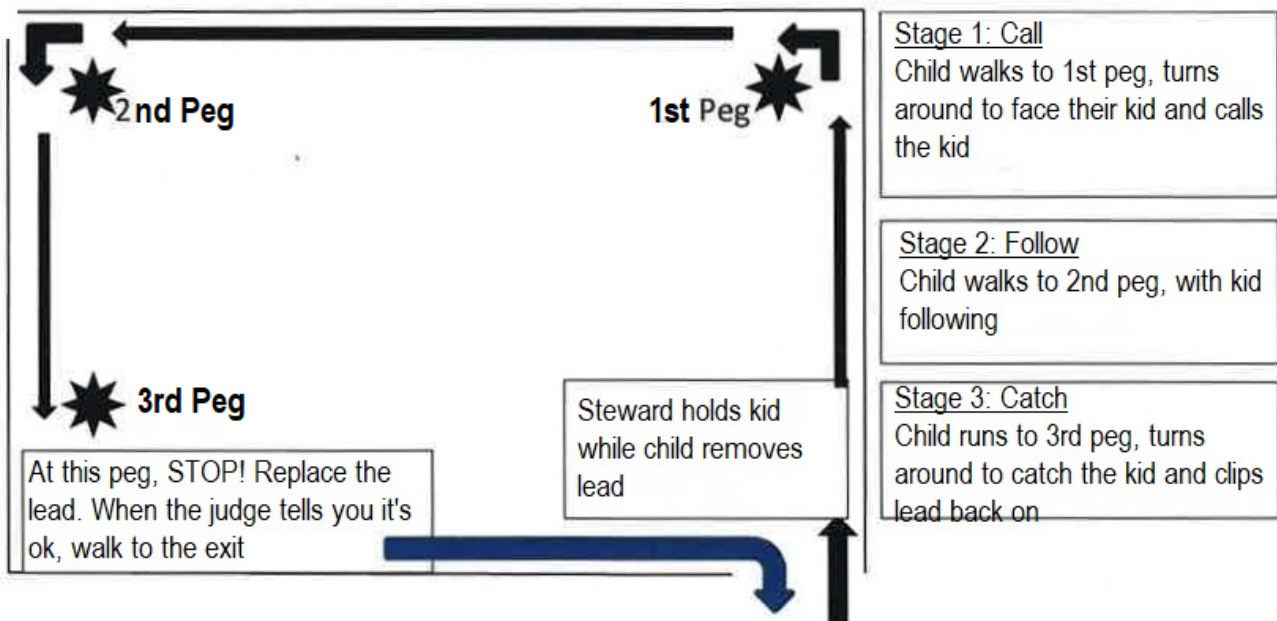 2nd Peg
1st Peg
3rd Peg
At this peg, STOP! Replace the
lead. When the judge tells you it's
ok, walk to the exit
Steward holds kid
while child removes
lead
Stage 1: Call
Child walks to 1st peg, turns
around to face their kid and calls
the kid
Stage 2: Follow
Child walks to 2nd peg, with kid
following
Stage 3: Catch
Child runs to 3rd peg, turns
around to catch the kid and clips
lead back on